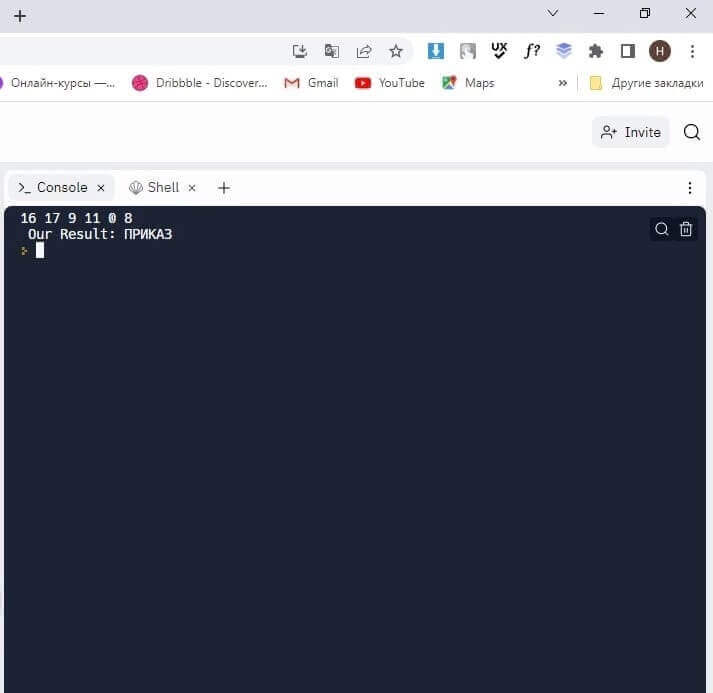 Онлайн-курсы —... Dribbble - Discover... Gmail YouTube Maps » Другие закладки
Invite
Console Shell
16 17 9 11 0 8
Our Result: ПРИКАЗ